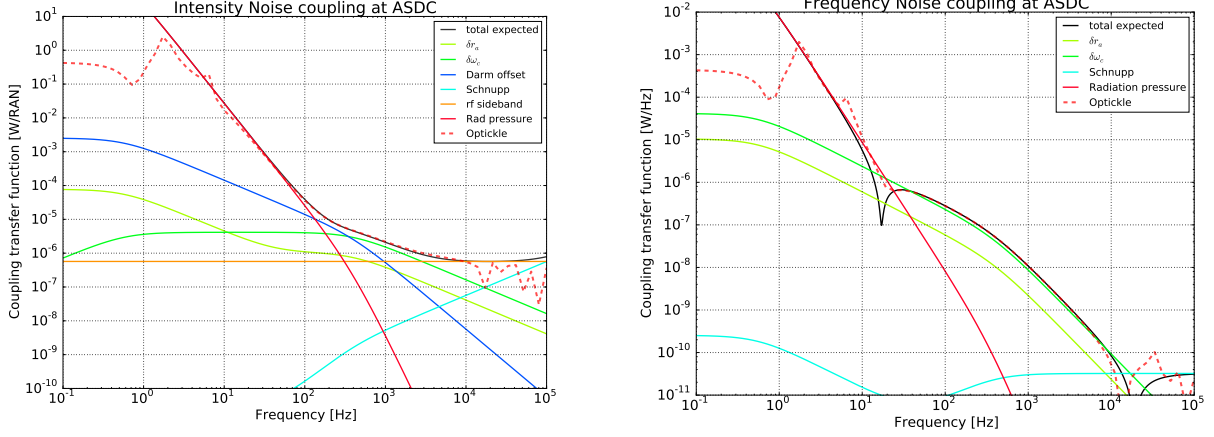 Intensity Noise coupling at ASDC
Coupling transfer function [W/RAN]
10^1
10^0
10^-1
10^-2
10^-3
10^-4
10^-5
10^-6
10^-7
10^-8
10^-9
10^-10
total expected
δr_a
δω_c
Darm offset
Schnupp
rf sideband
Rad pressure
Optickle
10^-1 10^0 10^1 10^2 10^3 10^4 10^5
Frequency [Hz]
Frequency Noise coupling at ASDC
Coupling transfer function [W/Hz]
10^-2
10^-3
10^-4
10^-5
10^-6
10^-7
10^-8
10^-9
10^-10
10^-11
total expected
δr_a
δω_c
Schnupp
Radiation pressure
Optickle
10^-1 10^0 10^1 10^2 10^3 10^4 10^5
Frequency [Hz]